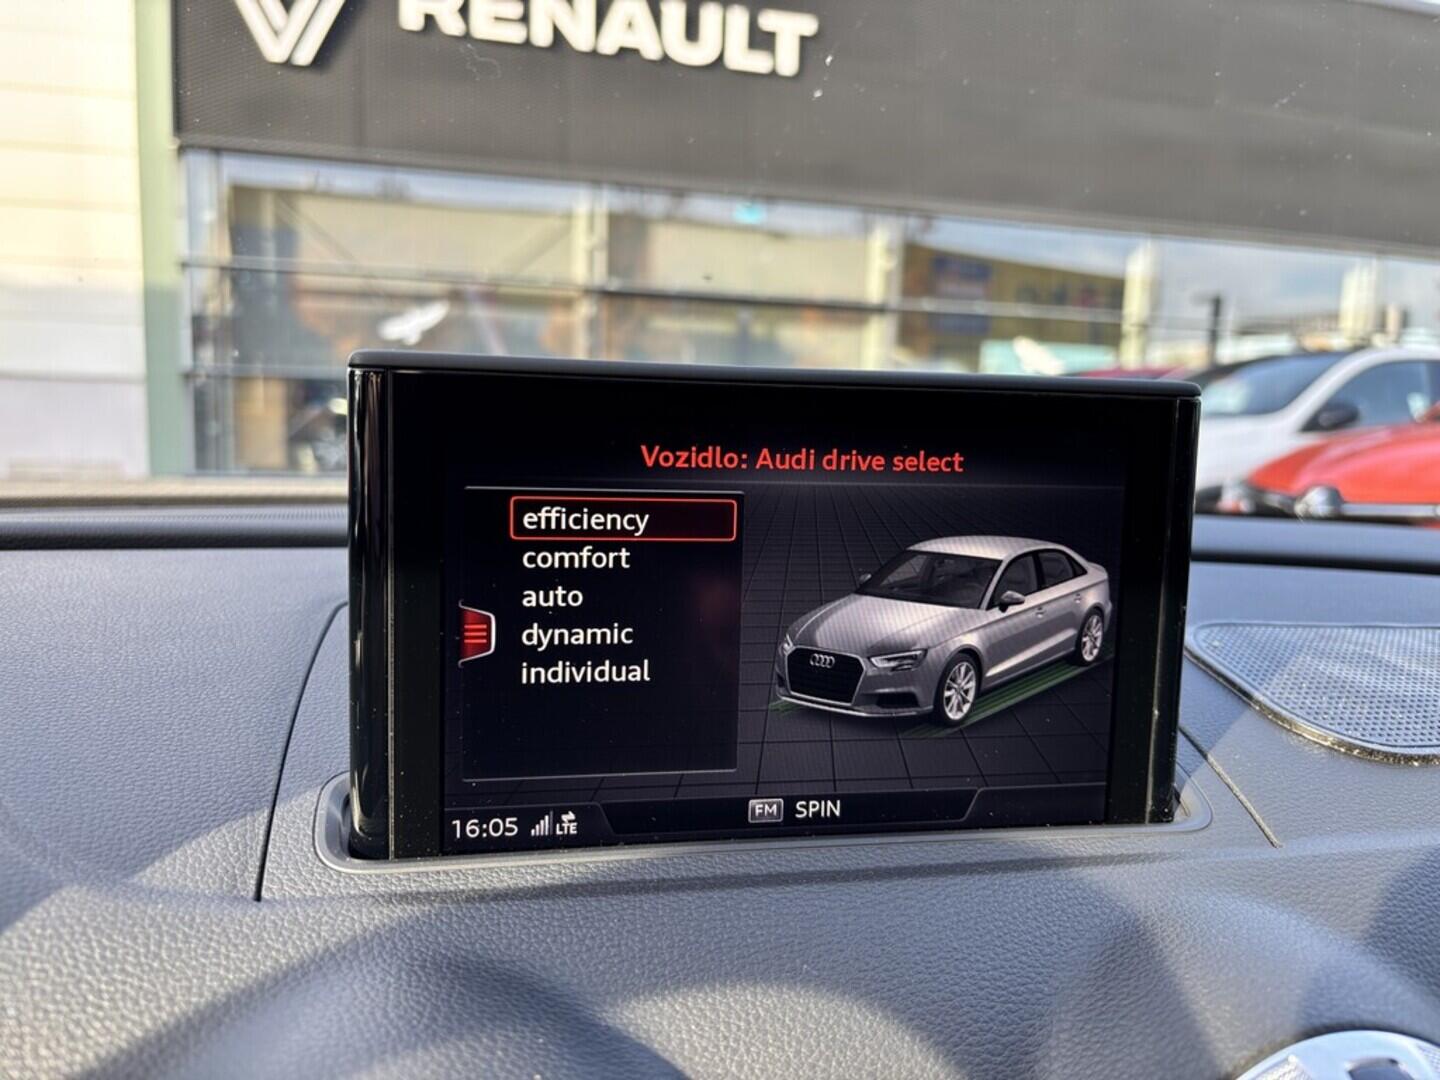 RENAULT
Vozidlo: Audi drive select
efficiency
comfort
auto
dynamic
individual
FM SPIN
16:05 LTE